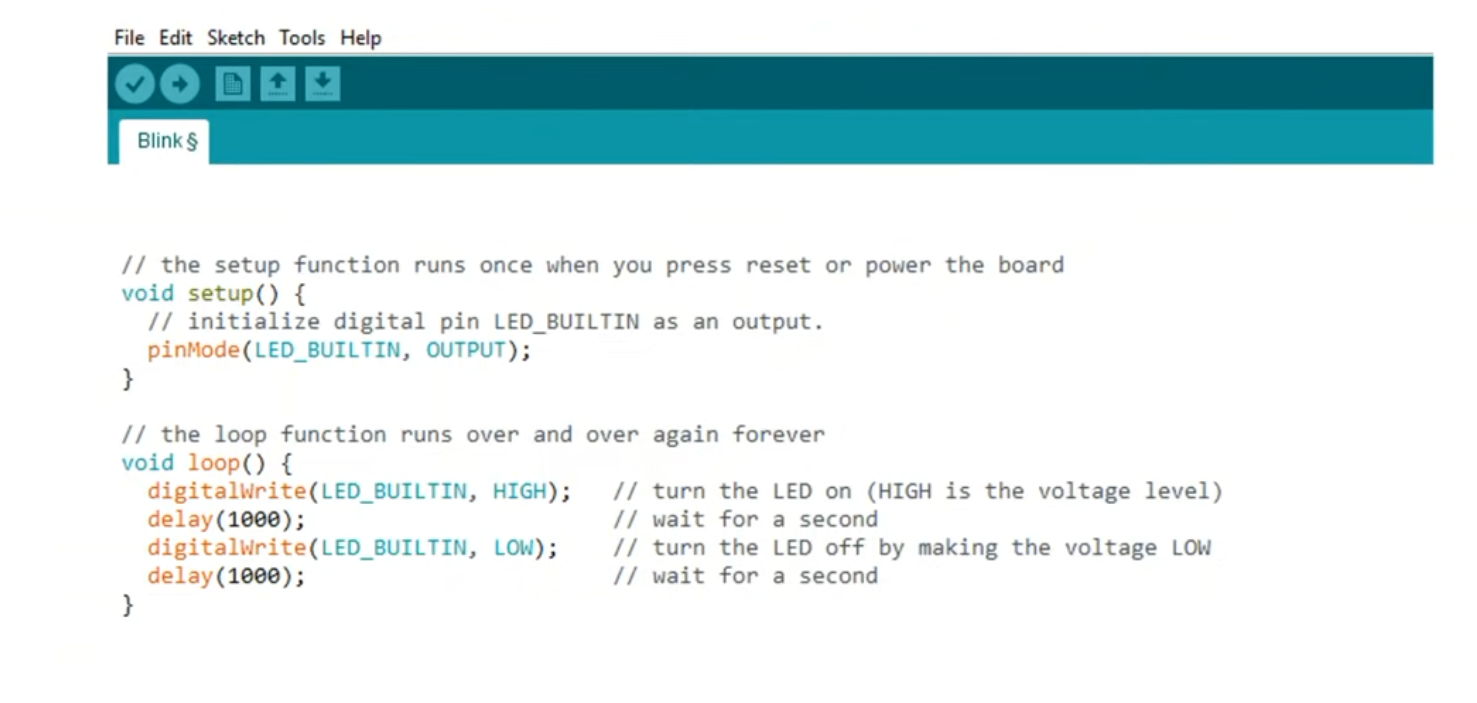 File Edit Sketch Tools Help
Blink §
// the setup function runs once when you press reset or power the board
void setup() {
  // initialize digital pin LED_BUILTIN as an output.
  pinMode(LED_BUILTIN, OUTPUT);
}
// the loop function runs over and over again forever
void loop() {
  digitalWrite(LED_BUILTIN, HIGH);   // turn the LED on (HIGH is the voltage level)
  delay(1000);                       // wait for a second
  digitalWrite(LED_BUILTIN, LOW);    // turn the LED off by making the voltage LOW
  delay(1000);                       // wait for a second
}